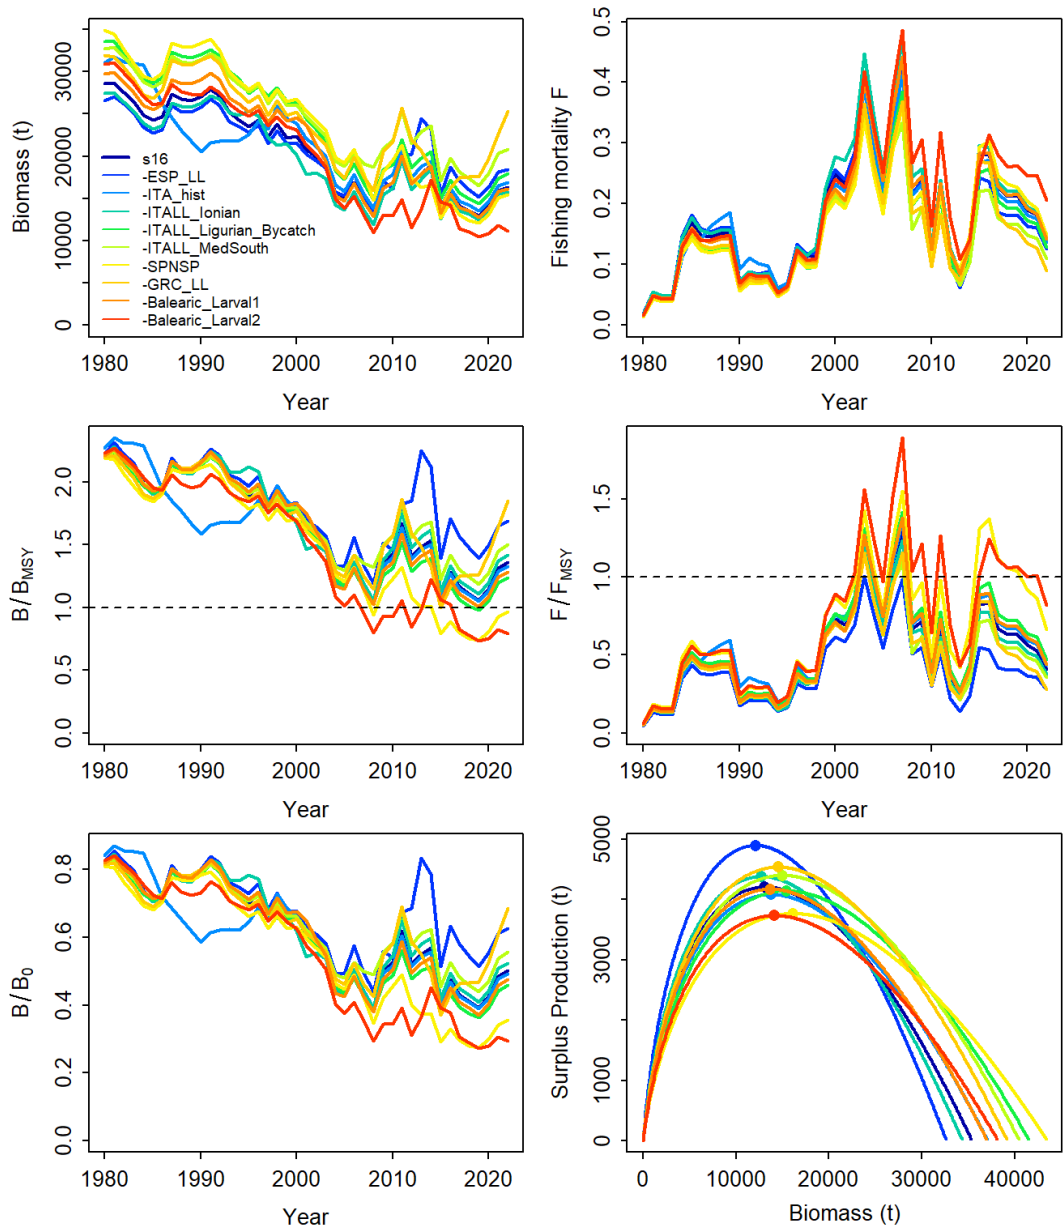 Biomass (t)
0 10000 20000 30000
s16
-ESP_LL
-ITA_hist
-ITALL_Ionian
-ITALL_Ligurian_Bycatch
-ITALL_MedSouth
-SPNSP
-GRC_LL
-Balearic_Larval1
-Balearic_Larval2
1980 1990 2000 2010 2020
Year
Fishing mortality F
0.0 0.1 0.2 0.3 0.4 0.5
1980 1990 2000 2010 2020
Year
B/BMSY
0.0 0.5 1.0 1.5 2.0
1980 1990 2000 2010 2020
Year
F/FMSY
0.0 0.5 1.0 1.5
1980 1990 2000 2010 2020
Year
B/B0
0.0 0.2 0.4 0.6 0.8
1980 1990 2000 2010 2020
Year
Surplus Production (t)
0 1000 3000 5000
0 10000 20000 30000 40000
Biomass (t)